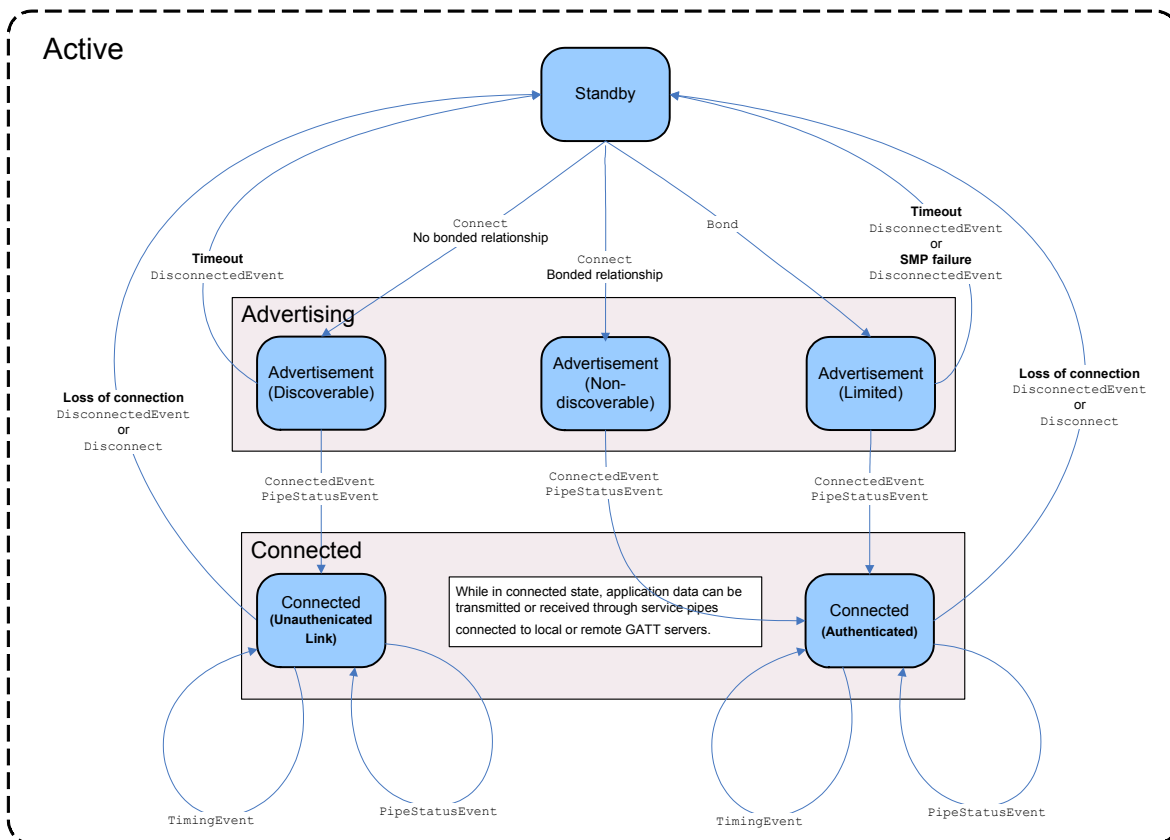 Active
Standby
Connect
No bonded relationship
Connect
Bonded relationship
Bond
Timeout
DisconnectedEvent
or
SMP failure
DisconnectedEvent
Timeout
DisconnectedEvent
Advertising
Advertisement
(Discoverable)
Advertisement
(Non-
discoverable)
Advertisement
(Limited)
Loss of connection
DisconnectedEvent
or
Disconnect
Loss of connection
DisconnectedEvent
or
Disconnect
ConnectedEvent
PipeStatusEvent
ConnectedEvent
PipeStatusEvent
ConnectedEvent
PipeStatusEvent
Connected
Connected
(Unauthenicated
Link)
While in connected state, application data can be
transmitted or received through service pipes
connected to local or remote GATT servers.
Connected
(Authenticated)
TimingEvent
PipeStatusEvent
TimingEvent
PipeStatusEvent